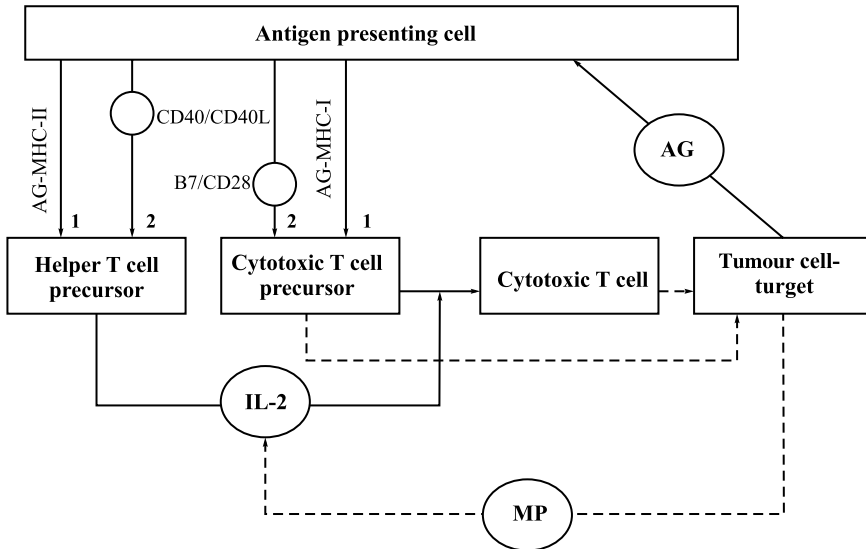 Antigen presenting cell
AG-MHC-II
CD40/CD40L
B7/CD28
AG-MHC-I
AG
1
2
2
1
Helper T cell
precursor
Cytotoxic T cell
precursor
Cytotoxic T cell
Tumour cell-
turget
IL-2
MP